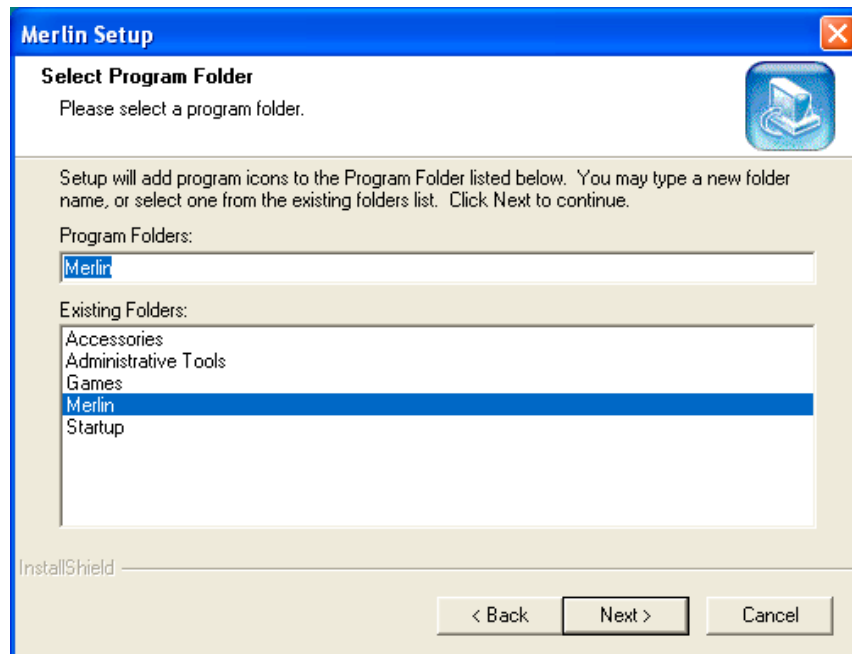 Merlin Setup
Select Program Folder
Please select a program folder.
Setup will add program icons to the Program Folder listed below.  You may type a new folder
name, or select one from the existing folders list.  Click Next to continue.
Program Folders:
Merlin
Existing Folders:
Accessories
Administrative Tools
Games
Merlin
Startup
InstallShield
< Back Next > Cancel